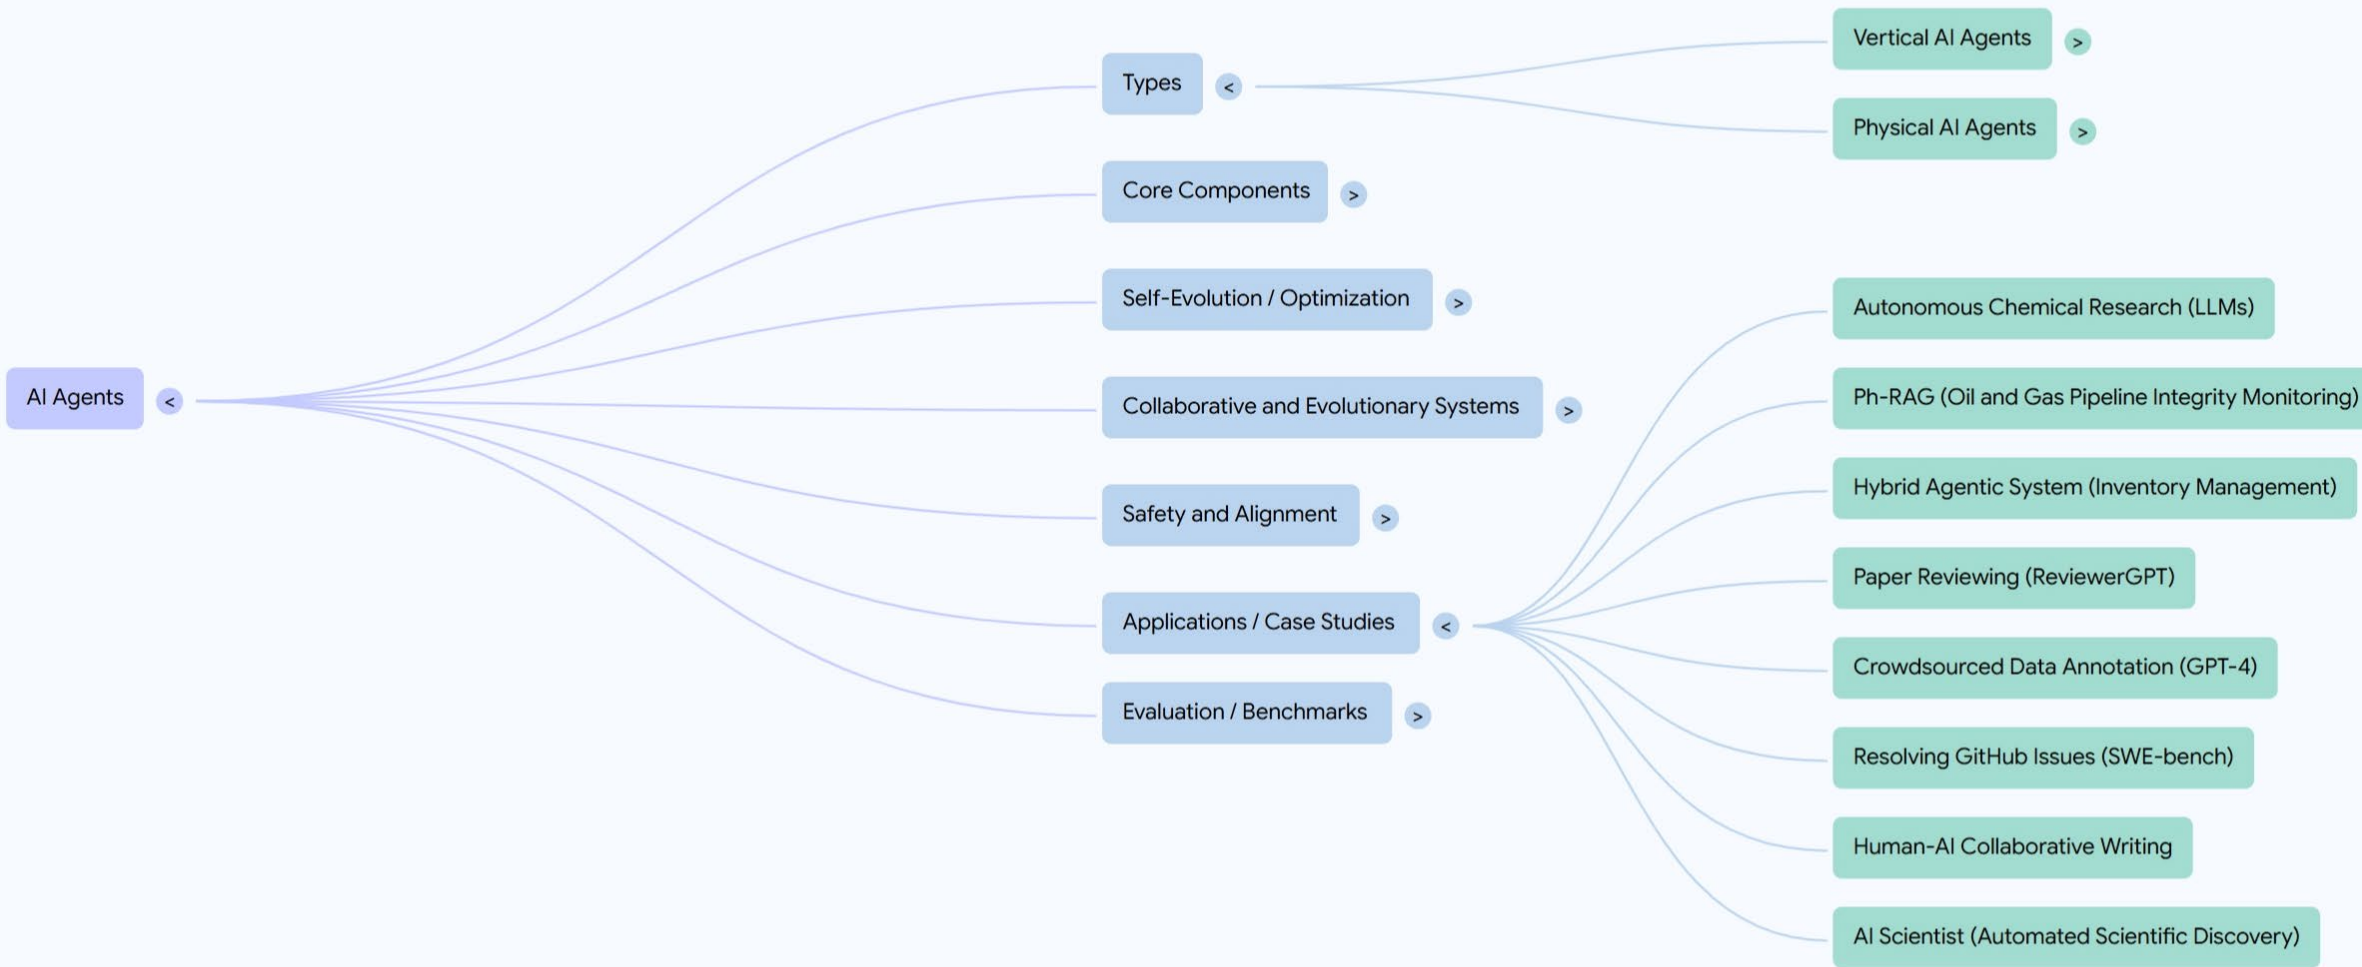 AI Agents <
Types <
Vertical AI Agents >
Physical AI Agents >
Core Components >
Self-Evolution / Optimization >
Collaborative and Evolutionary Systems >
Safety and Alignment >
Applications / Case Studies <
Autonomous Chemical Research (LLMs)
Ph-RAG (Oil and Gas Pipeline Integrity Monitoring)
Hybrid Agentic System (Inventory Management)
Paper Reviewing (ReviewerGPT)
Crowdsourced Data Annotation (GPT-4)
Resolving GitHub Issues (SWE-bench)
Human-AI Collaborative Writing
AI Scientist (Automated Scientific Discovery)
Evaluation / Benchmarks >